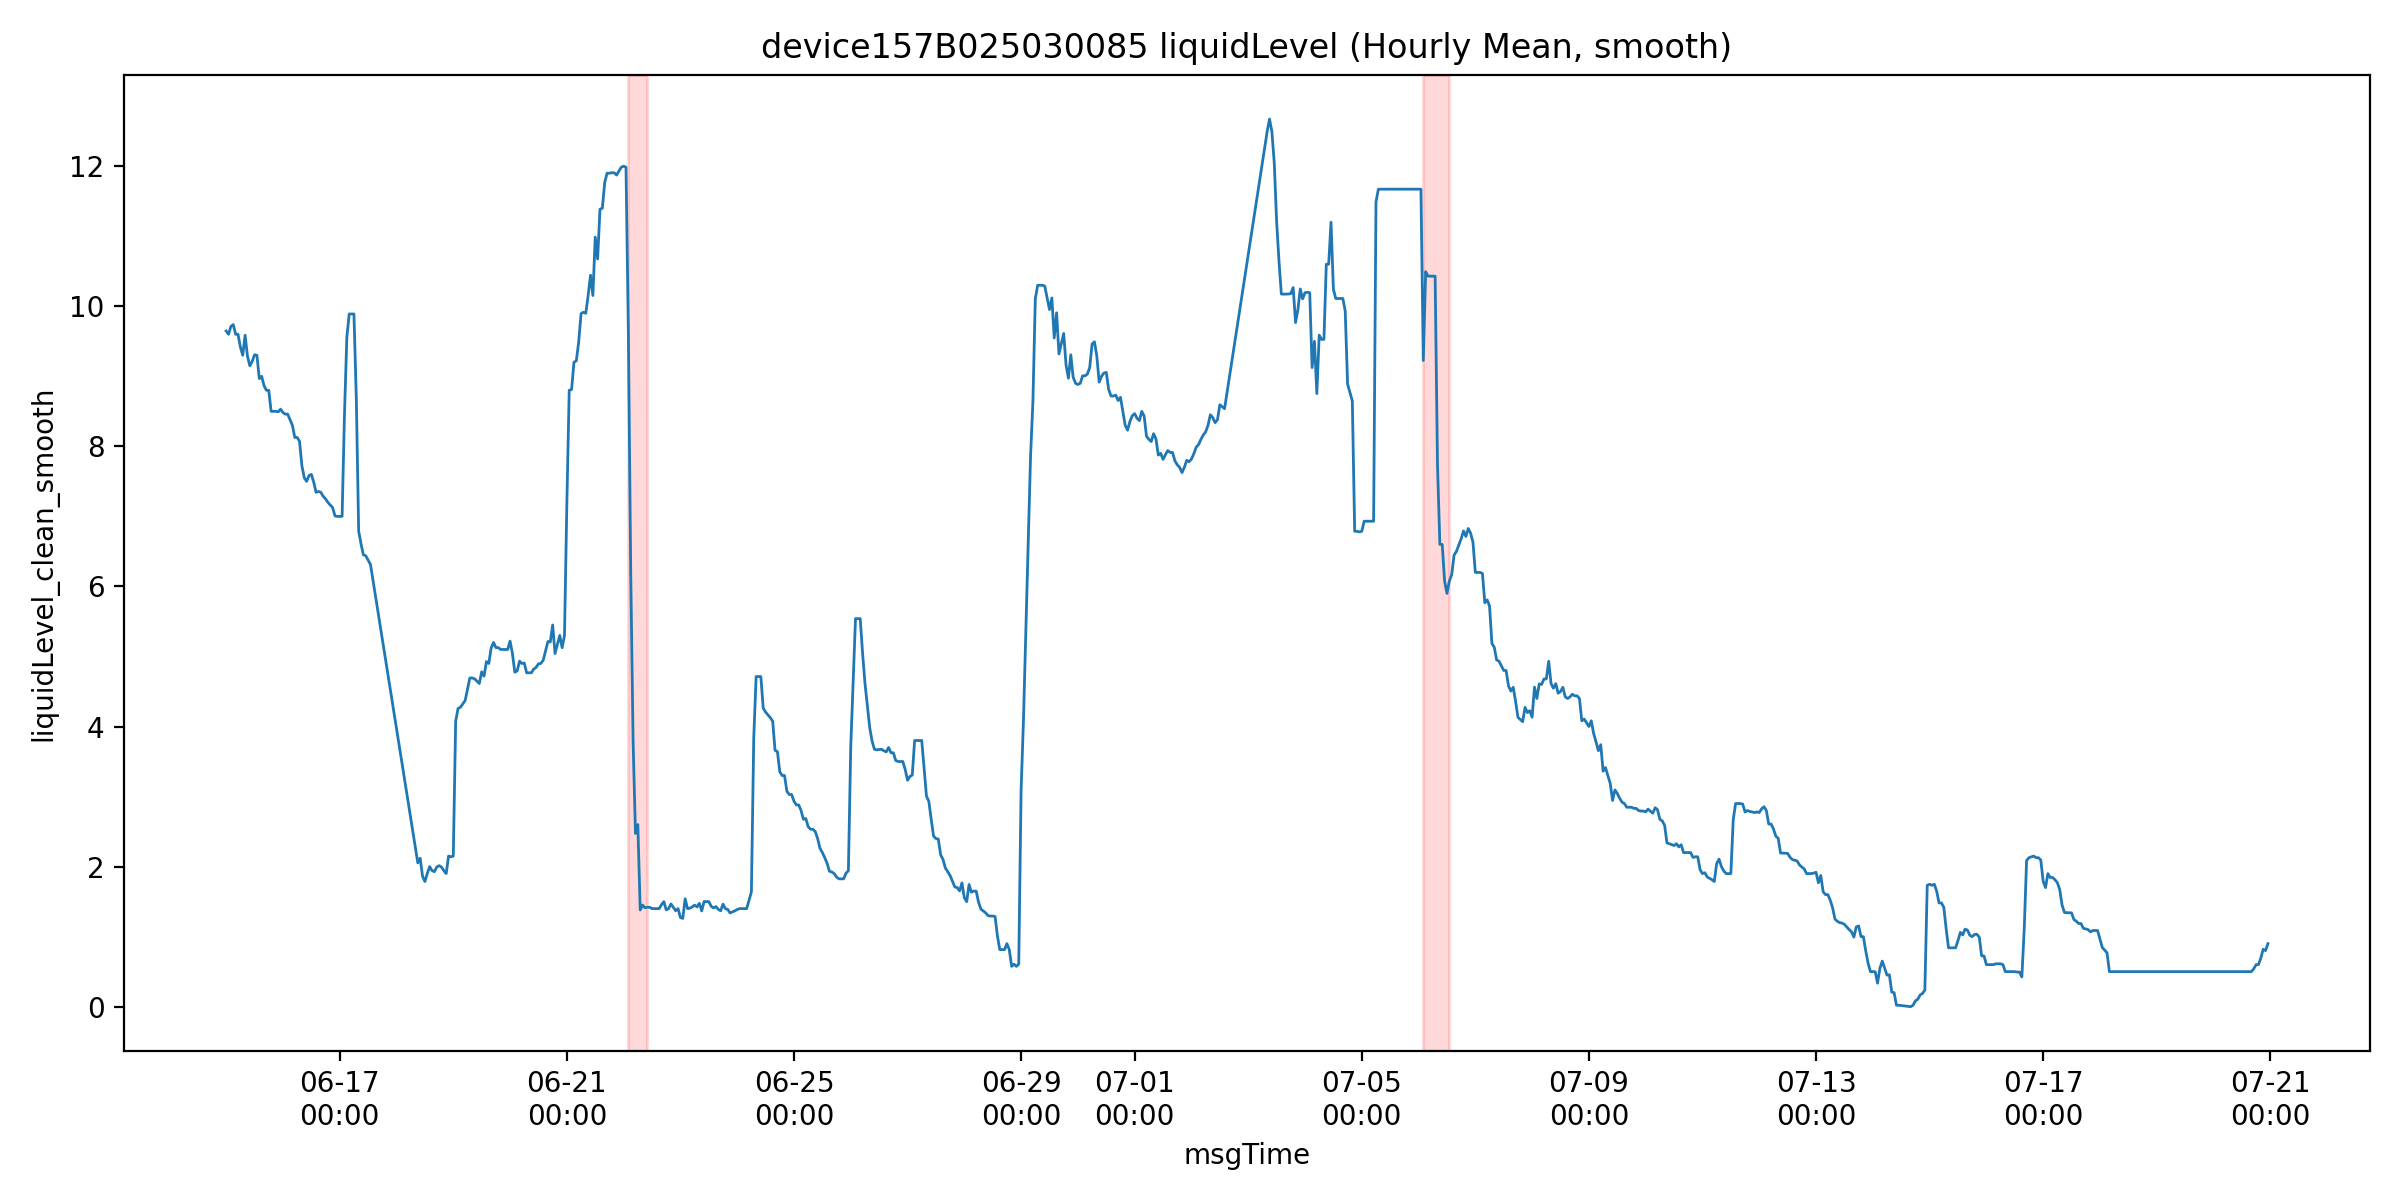 device157B025030085 liquidLevel (Hourly Mean, smooth)
liquidLevel_clean_smooth
12
10
8
6
4
2
0
06-17 06-21 06-25 06-29 07-01 07-05 07-09 07-13 07-17 07-21
00:00 00:00 00:00 00:00 00:00 00:00 00:00 00:00 00:00 00:00
msgTime